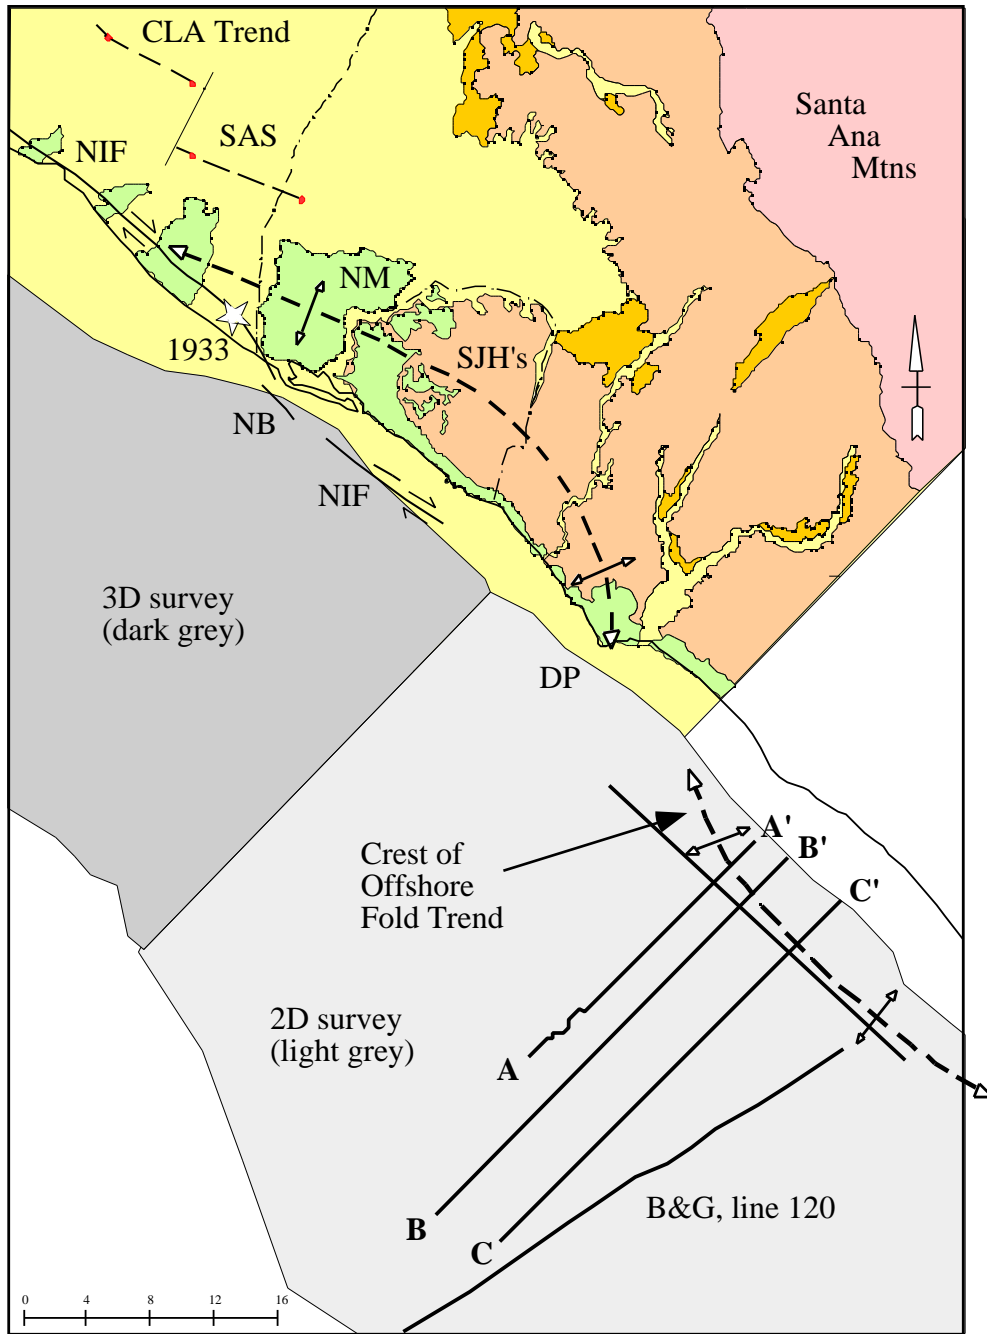 CLA Trend
SAS
NIF
Santa
Ana
Mtns
NM
1933
SJH's
NB
NIF
3D survey
(dark grey)
DP
A'
B'
C'
Crest of
Offshore
Fold Trend
2D survey
(light grey)
A
B
C
B&G, line 120
0 4 8 12 16